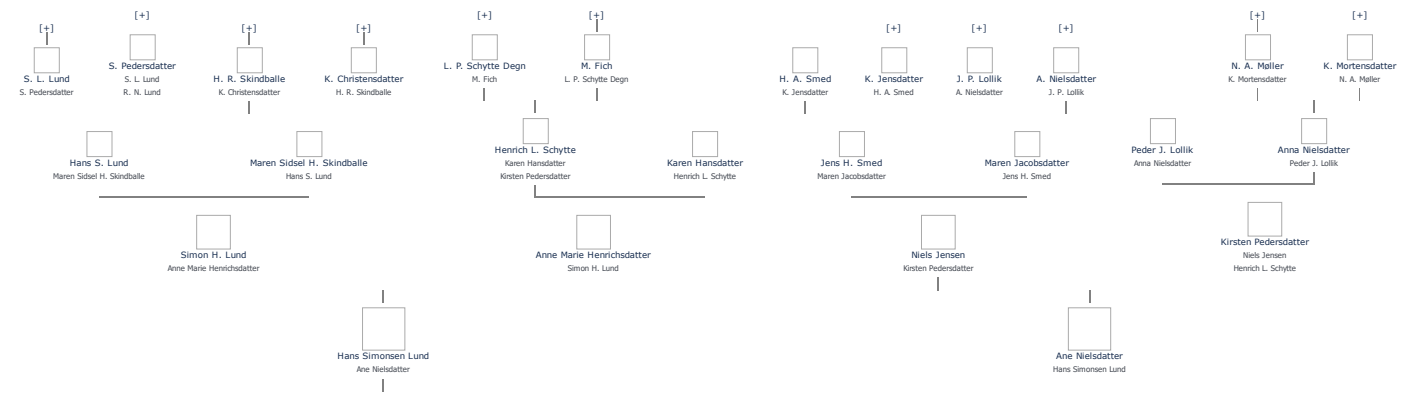 [+] [+] [+] [+] [+] [+] [+] [+] [+] [+] [+]
S. L. Lund
S. Pedersdatter
S. Pedersdatter
S. L. Lund
R. N. Lund
H. R. Skindballe
K. Christensdatter
K. Christensdatter
H. R. Skindballe
L. P. Schytte Degn
M. Fich
M. Fich
L. P. Schytte Degn
H. A. Smed
K. Jensdatter
K. Jensdatter
H. A. Smed
J. P. Lollik
A. Nielsdatter
A. Nielsdatter
J. P. Lollik
N. A. Møller
K. Mortensdatter
K. Mortensdatter
N. A. Møller
Hans S. Lund
Maren Sidsel H. Skindballe
Maren Sidsel H. Skindballe
Hans S. Lund
Henrich L. Schytte
Karen Hansdatter
Kirsten Pedersdatter
Karen Hansdatter
Henrich L. Schytte
Jens H. Smed
Maren Jacobsdatter
Maren Jacobsdatter
Jens H. Smed
Peder J. Lollik
Anna Nielsdatter
Anna Nielsdatter
Peder J. Lollik
Simon H. Lund
Anne Marie Henrichsdatter
Anne Marie Henrichsdatter
Simon H. Lund
Niels Jensen
Kirsten Pedersdatter
Kirsten Pedersdatter
Niels Jensen
Henrich L. Schytte
Hans Simonsen Lund
Ane Nielsdatter
Ane Nielsdatter
Hans Simonsen Lund